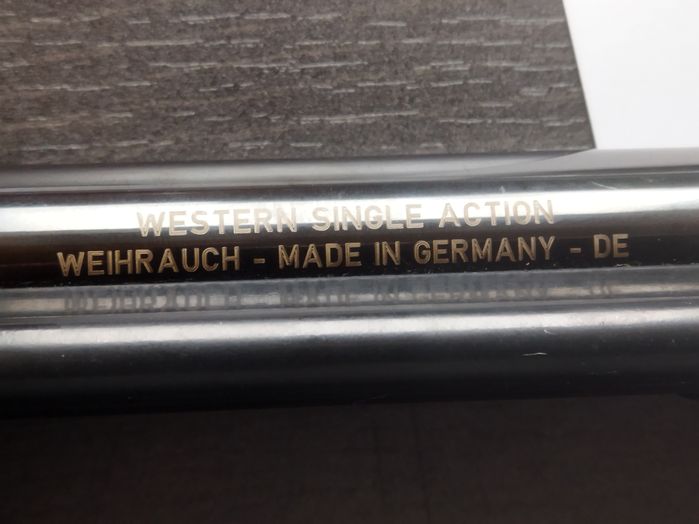 WESTERN SINGLE ACTION
WEIHRAUCH - MADE IN GERMANY - DE